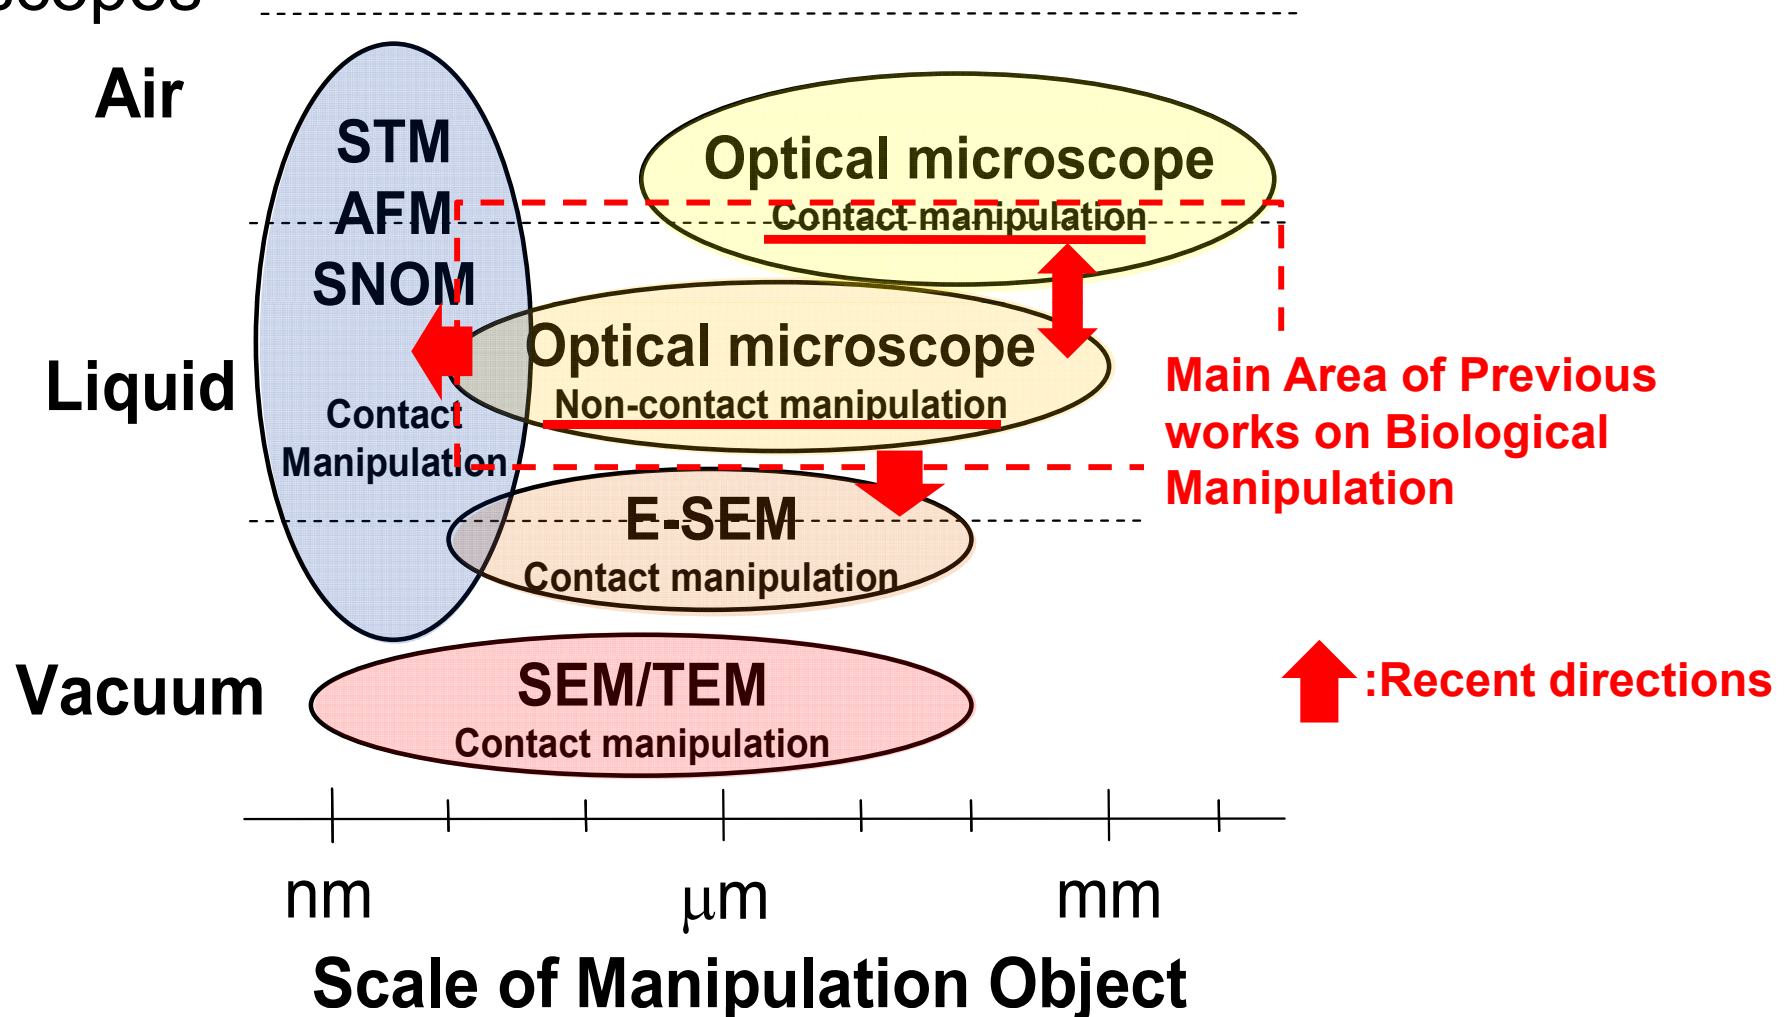 Air
STM
AFM
SNOM
Contact
Manipulation
Optical microscope
Contact manipulation
Liquid
Optical microscope
Non-contact manipulation
Main Area of Previous
works on Biological
Manipulation
E-SEM
Contact manipulation
Vacuum
SEM/TEM
Contact manipulation
:Recent directions
nm
μm
mm
Scale of Manipulation Object